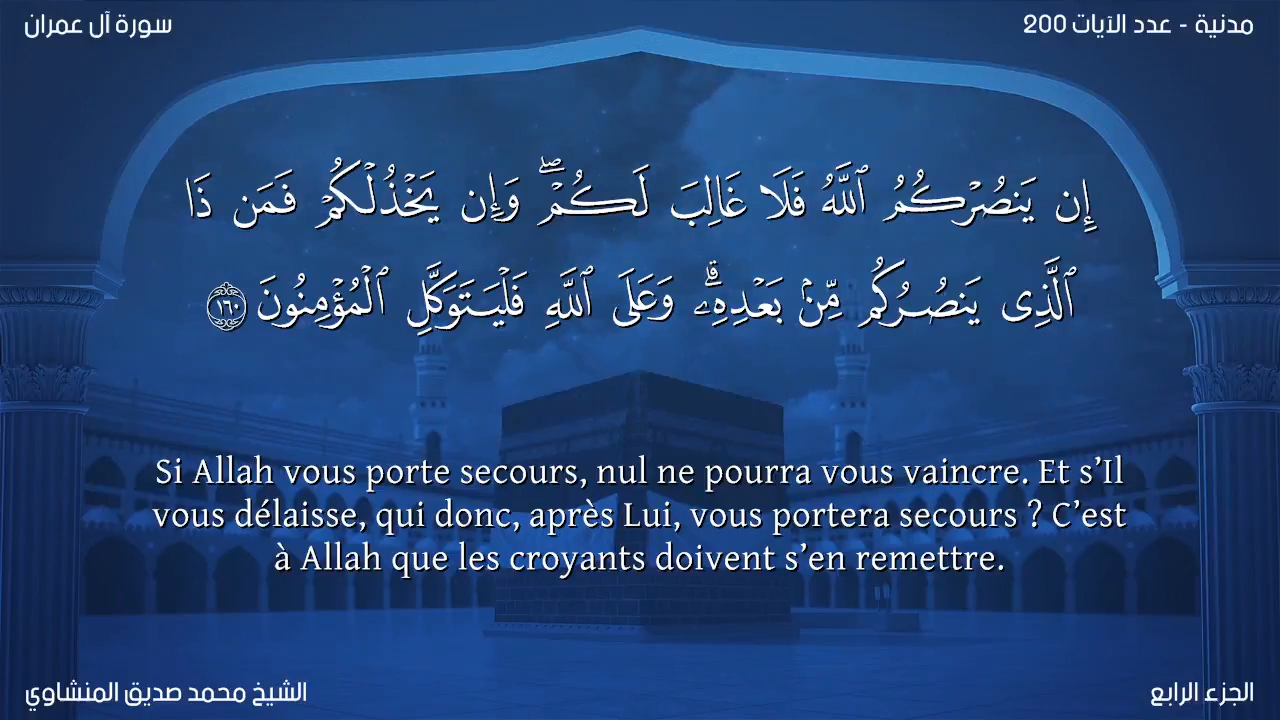 سورة آل عمران
مدنية - عدد الآيات 200
إِن يَنصُرْكُمُ ٱللَّهُ فَلَا غَالِبَ لَكُمْ ۖ وَإِن يَخْذُلْكُمْ فَمَن ذَا
ٱلَّذِى يَنصُرُكُم مِّنۢ بَعْدِهِۦ ۗ وَعَلَى ٱللَّهِ فَلْيَتَوَكَّلِ ٱلْمُؤْمِنُونَ ١٦٠
Si Allah vous porte secours, nul ne pourra vous vaincre. Et s’Il
vous délaisse, qui donc, après Lui, vous portera secours ? C’est
à Allah que les croyants doivent s’en remettre.
الشيخ محمد صديق المنشاوي
الجزء الرابع